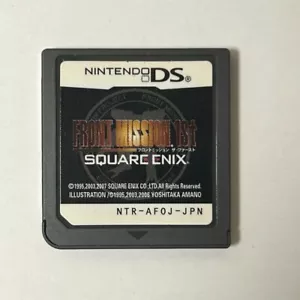 NINTENDO DS™
FRONT MISSION 1ST
フロントミッション ザ・ファースト
SQUARE ENIX.
©1995,2003,2007 SQUARE ENIX CO.,LTD.All Rights Reserved.
ILLUSTRATION ©1995,2003,2006 YOSHITAKA AMANO
NTR-AFOJ-JPN